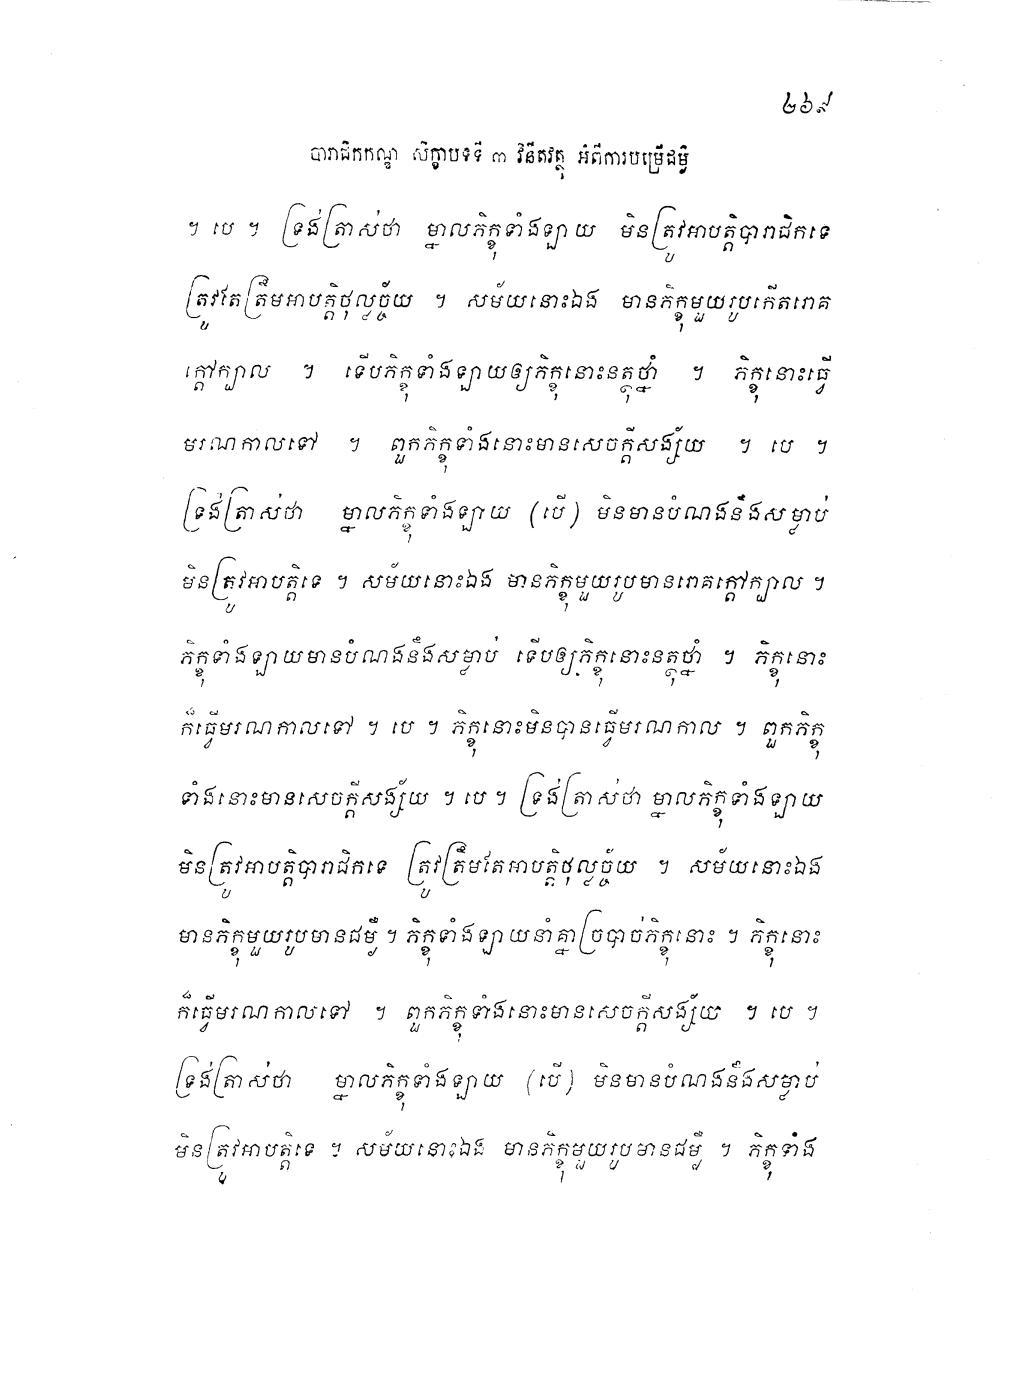 ២៦៩
បារាជិកកណ្ឌ សិក្ខាបទទី ៣ វិនីតវត្ថុ អំពីការបម្រើជម្ងឺ
។ បេ ។ ទ្រង់ត្រាស់ថា ម្នាលភិក្ខុទាំងឡាយ មិនត្រូវអាបត្តិបារាជិកទេ
ត្រូវតែត្រឹមអាបត្តិថុល្លច្ច័យ ។ សម័យនោះឯង មានភិក្ខុមួយរូបកើតរោគ
ក្តៅក្បាល ។ ទើបភិក្ខុទាំងឡាយឲ្យភិក្ខុនោះនត្ថុថ្នាំ ។ ភិក្ខុនោះធ្វើ
មរណកាលទៅ ។ ពួកភិក្ខុទាំងនោះមានសេចក្តីសង្ស័យ ។ បេ ។
ទ្រង់ត្រាស់ថា ម្នាលភិក្ខុទាំងឡាយ (បើ) មិនមានបំណងនឹងសម្លាប់
មិនត្រូវអាបត្តិទេ ។ សម័យនោះឯង មានភិក្ខុមួយរូបមានរោគក្តៅក្បាល ។
ភិក្ខុទាំងឡាយមានបំណងនឹងសម្លាប់ ទើបឲ្យភិក្ខុនោះនត្ថុថ្នាំ ។ ភិក្ខុនោះ
ក៏ធ្វើមរណកាលទៅ ។ បេ ។ ភិក្ខុនោះមិនបានធ្វើមរណកាល ។ ពួកភិក្ខុ
ទាំងនោះមានសេចក្តីសង្ស័យ ។ បេ ។ ទ្រង់ត្រាស់ថា ម្នាលភិក្ខុទាំងឡាយ
មិនត្រូវអាបត្តិបារាជិកទេ ត្រូវត្រឹមតែអាបត្តិថុល្លច្ច័យ ។ សម័យនោះឯង
មានភិក្ខុមួយរូបមានជម្ងឺ ។ ភិក្ខុទាំងឡាយនាំគ្នាច្របាច់ភិក្ខុនោះ ។ ភិក្ខុនោះ
ក៏ធ្វើមរណកាលទៅ ។ ពួកភិក្ខុទាំងនោះមានសេចក្តីសង្ស័យ ។ បេ ។
ទ្រង់ត្រាស់ថា ម្នាលភិក្ខុទាំងឡាយ (បើ) មិនមានបំណងនឹងសម្លាប់
មិនត្រូវអាបត្តិទេ ។ សម័យនោះឯង មានភិក្ខុមួយរូបមានជម្ងឺ ។ ភិក្ខុទាំង